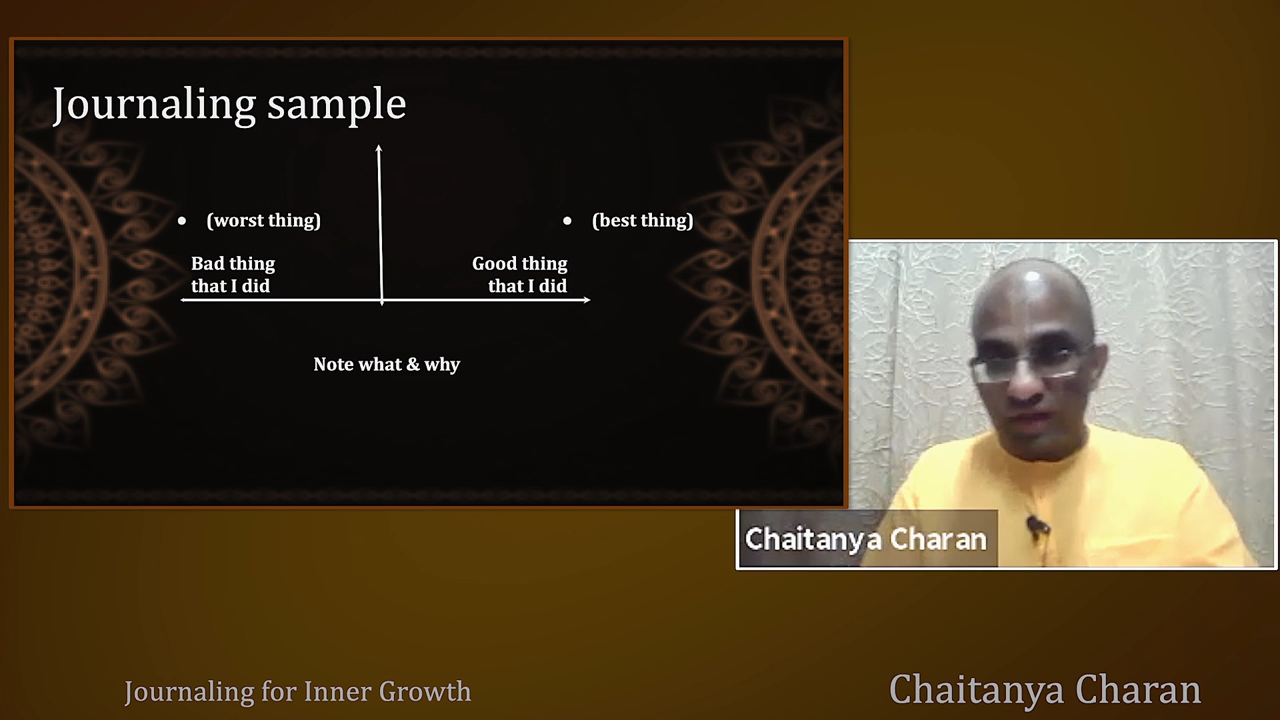 Journaling sample
• (worst thing)
• (best thing)
Bad thing
that I did
Good thing
that I did
Note what & why
Chaitanya Charan
Journaling for Inner Growth
Chaitanya Charan